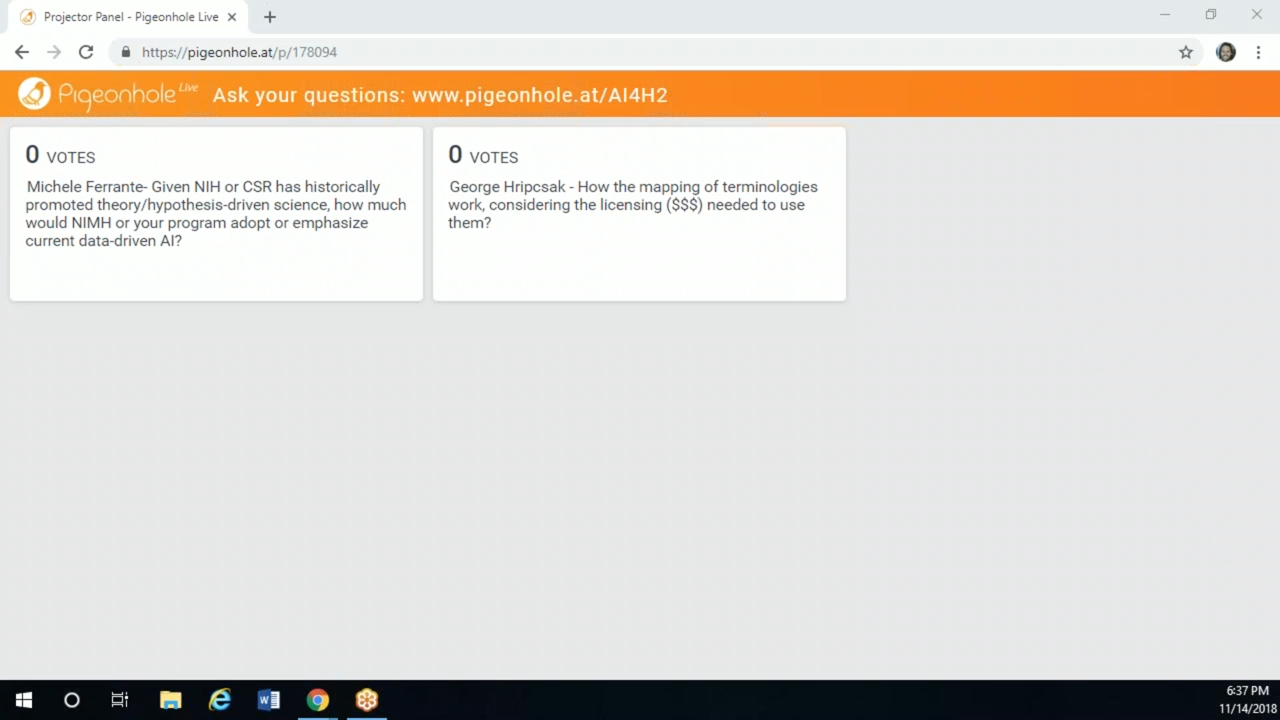 Projector Panel - Pigeonhole Live
https://pigeonhole.at/p/178094
Pigeonhole Live Ask your questions: www.pigeonhole.at/AI4H2
0 VOTES
Michele Ferrante- Given NIH or CSR has historically
promoted theory/hypothesis-driven science, how much
would NIMH or your program adopt or emphasize
current data-driven AI?
0 VOTES
George Hripcsak - How the mapping of terminologies
work, considering the licensing ($$$) needed to use
them?
6:37 PM
11/14/2018